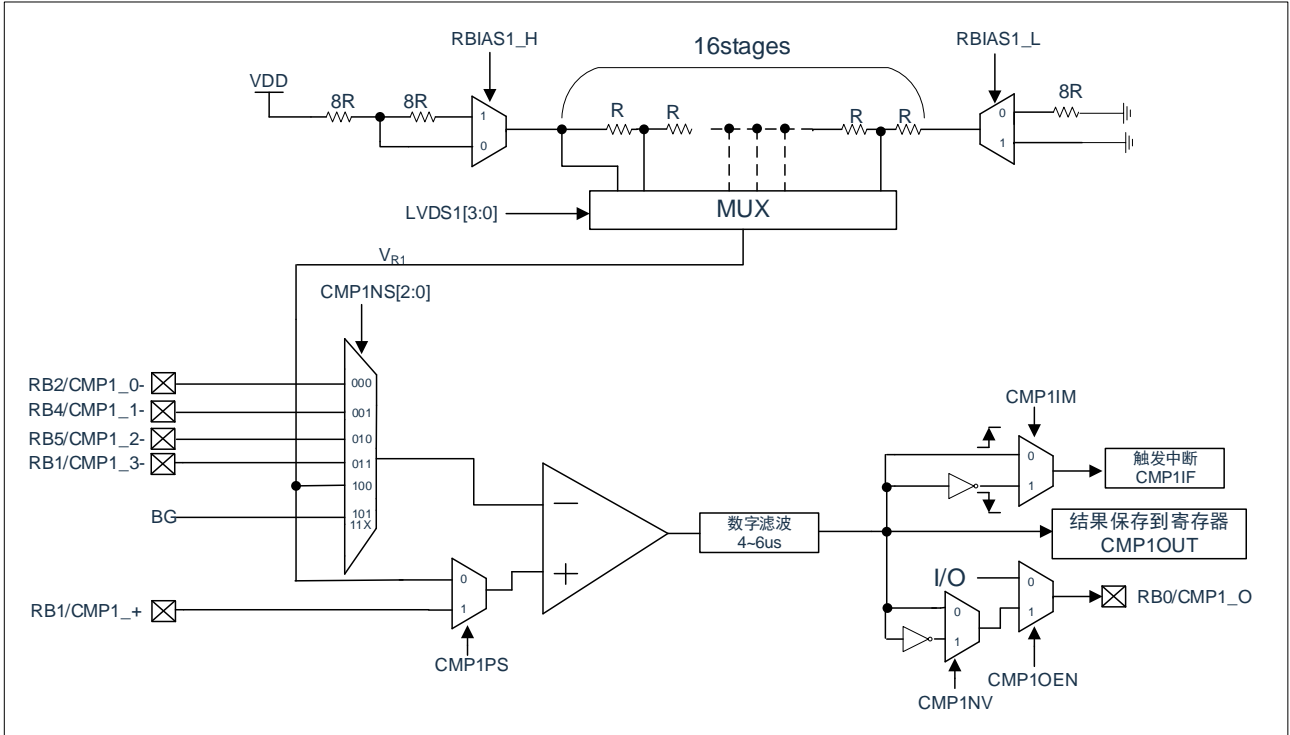 RBIAS1_H
16stages
RBIAS1_L
VDD
8R
8R
1
0
R
R
R
R
0
1
8R
LVDS1[3:0]
MUX
VR1
CMP1NS[2:0]
RB2/CMP1_0-
000
RB4/CMP1_1-
001
RB5/CMP1_2-
010
RB1/CMP1_3-
011
100
BG
101
11X
RB1/CMP1_+
0
1
CMP1PS
数字滤波
4~6us
CMP1IM
0
1
触发中断
CMP1IF
结果保存到寄存器
CMP1OUT
I/O
0
1
0
1
RB0/CMP1_O
CMP1OEN
CMP1NV